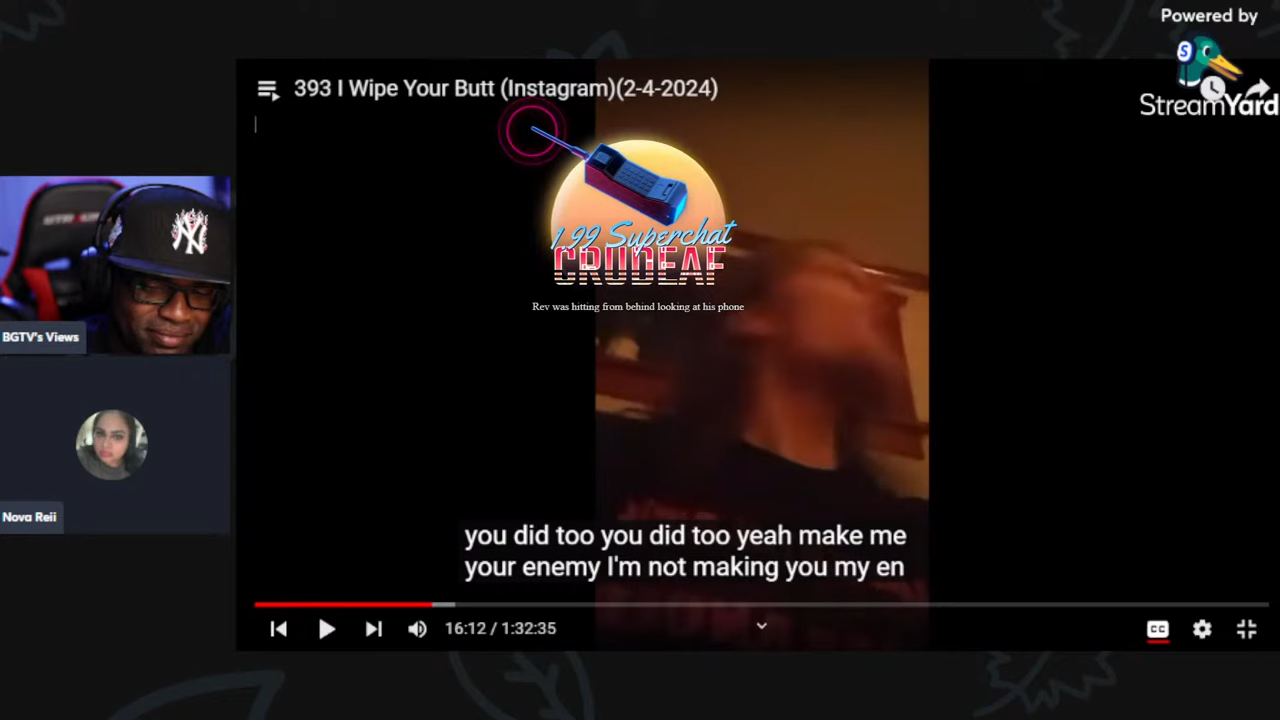 Powered by
StreamYard
393 I Wipe Your Butt (Instagram)(2-4-2024)
1.99 Superchat
CRUDEAF
Rev was hitting from behind looking at his phone
BGTV's Views
Nova Reii
you did too you did too yeah make me
your enemy I'm not making you my en
16:12 / 1:32:35
CC